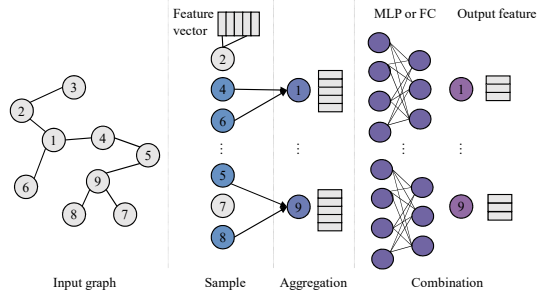 Feature
vector
MLP or FC
Output feature
3
2
1
4
5
6
9
8
7
2
4
6
⋮
5
7
8
1
⋮
9
⋮
1
⋮
9
Input graph
Sample
Aggregation
Combination